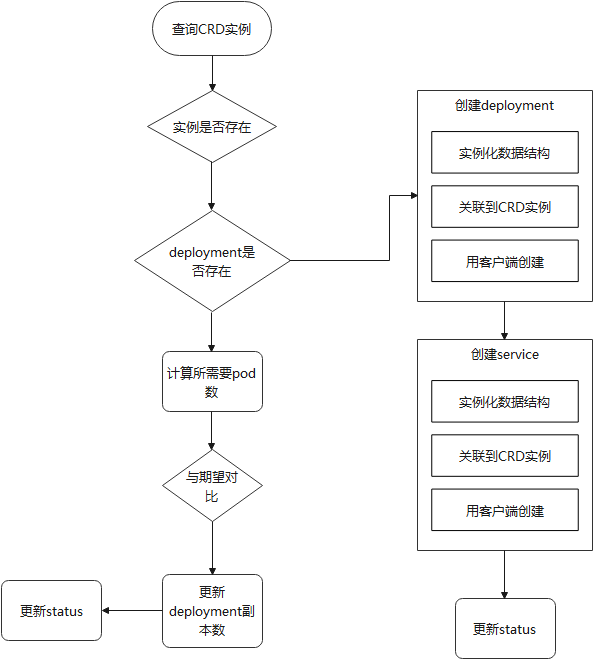 查询CRD实例
实例是否存在
deployment是
否存在
计算所需要pod
数
与期望对
比
更新
deployment副
本数
更新status
创建deployment
实例化数据结构
关联到CRD实例
用客户端创建
创建service
实例化数据结构
关联到CRD实例
用客户端创建
更新status